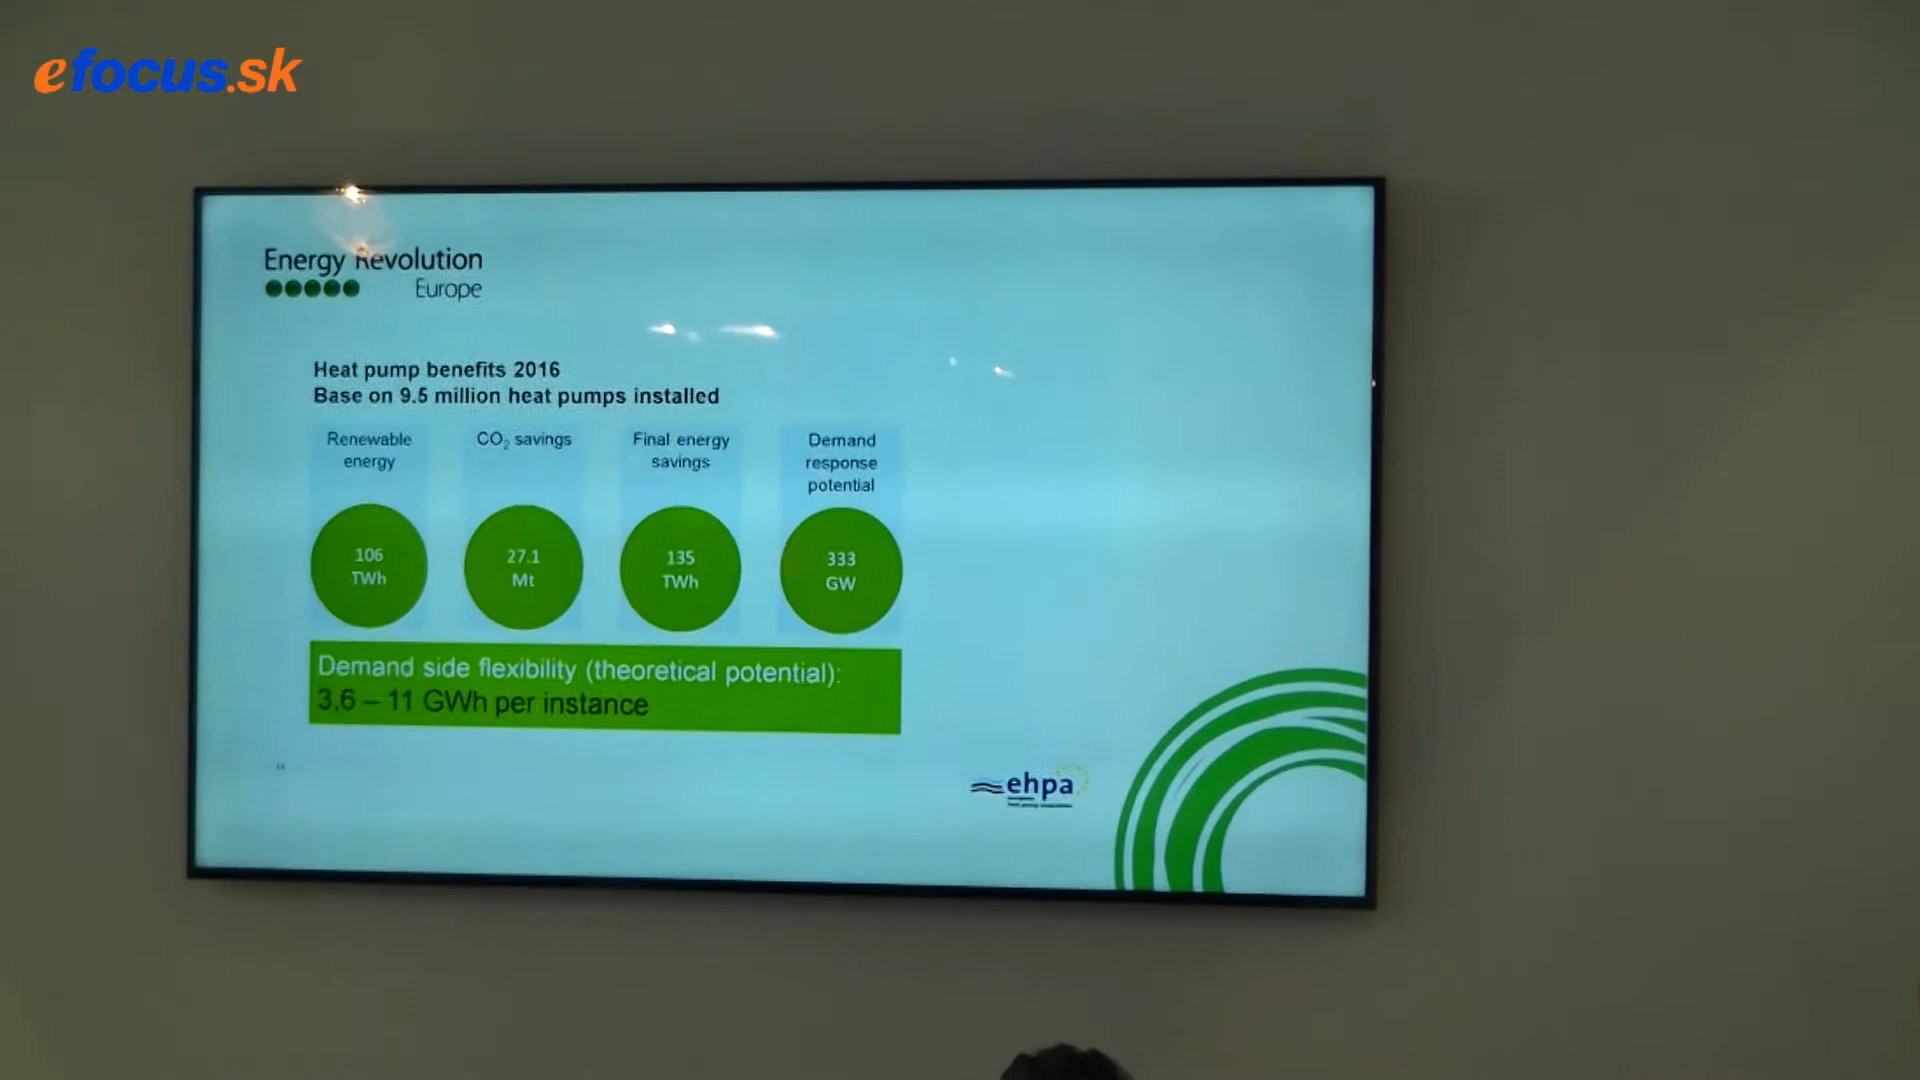 efocus.sk
Energy Revolution
Europe
Heat pump benefits 2016
Base on 9.5 million heat pumps installed
Renewable
energy
CO₂ savings
Final energy
savings
Demand
response
potential
106
TWh
27.1
Mt
135
TWh
333
GW
Demand side flexibility (theoretical potential):
3,6 – 11 GWh per instance
ehpa